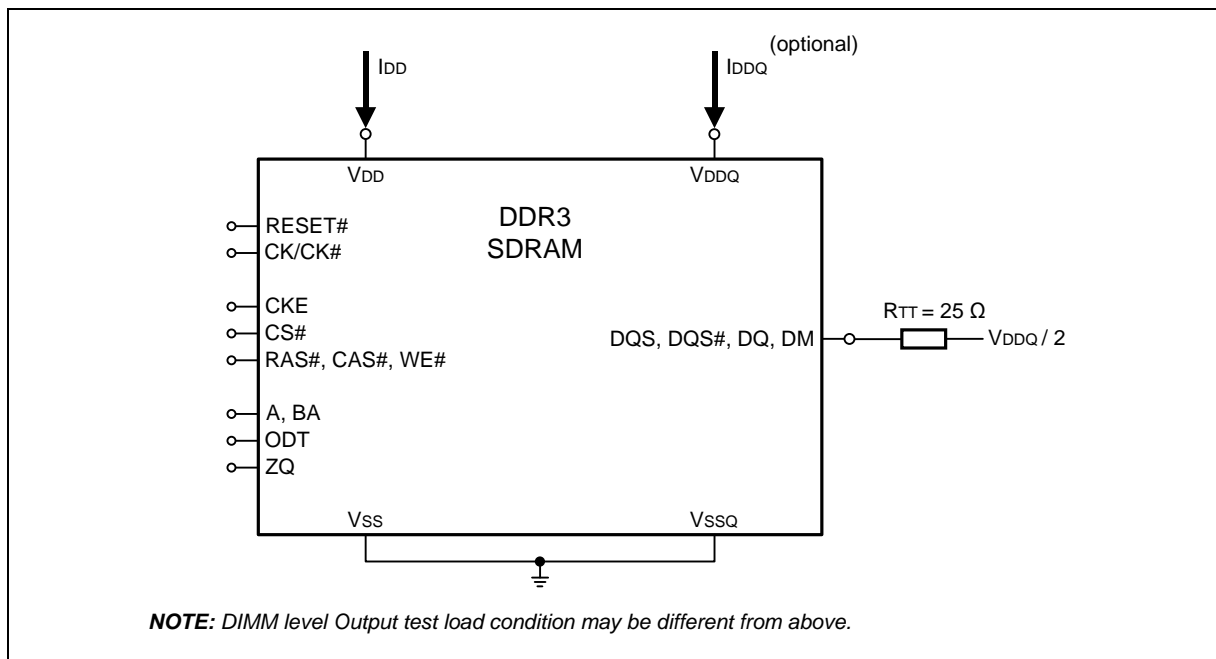 (optional)
IDD
IDDQ
VDD
VDDQ
DDR3
SDRAM
RESET#
CK/CK#
CKE
CS#
RAS#, CAS#, WE#
A, BA
ODT
ZQ
DQS, DQS#, DQ, DM
RTT = 25 Ω
VDDQ / 2
VSS
VSSQ
NOTE: DIMM level Output test load condition may be different from above.